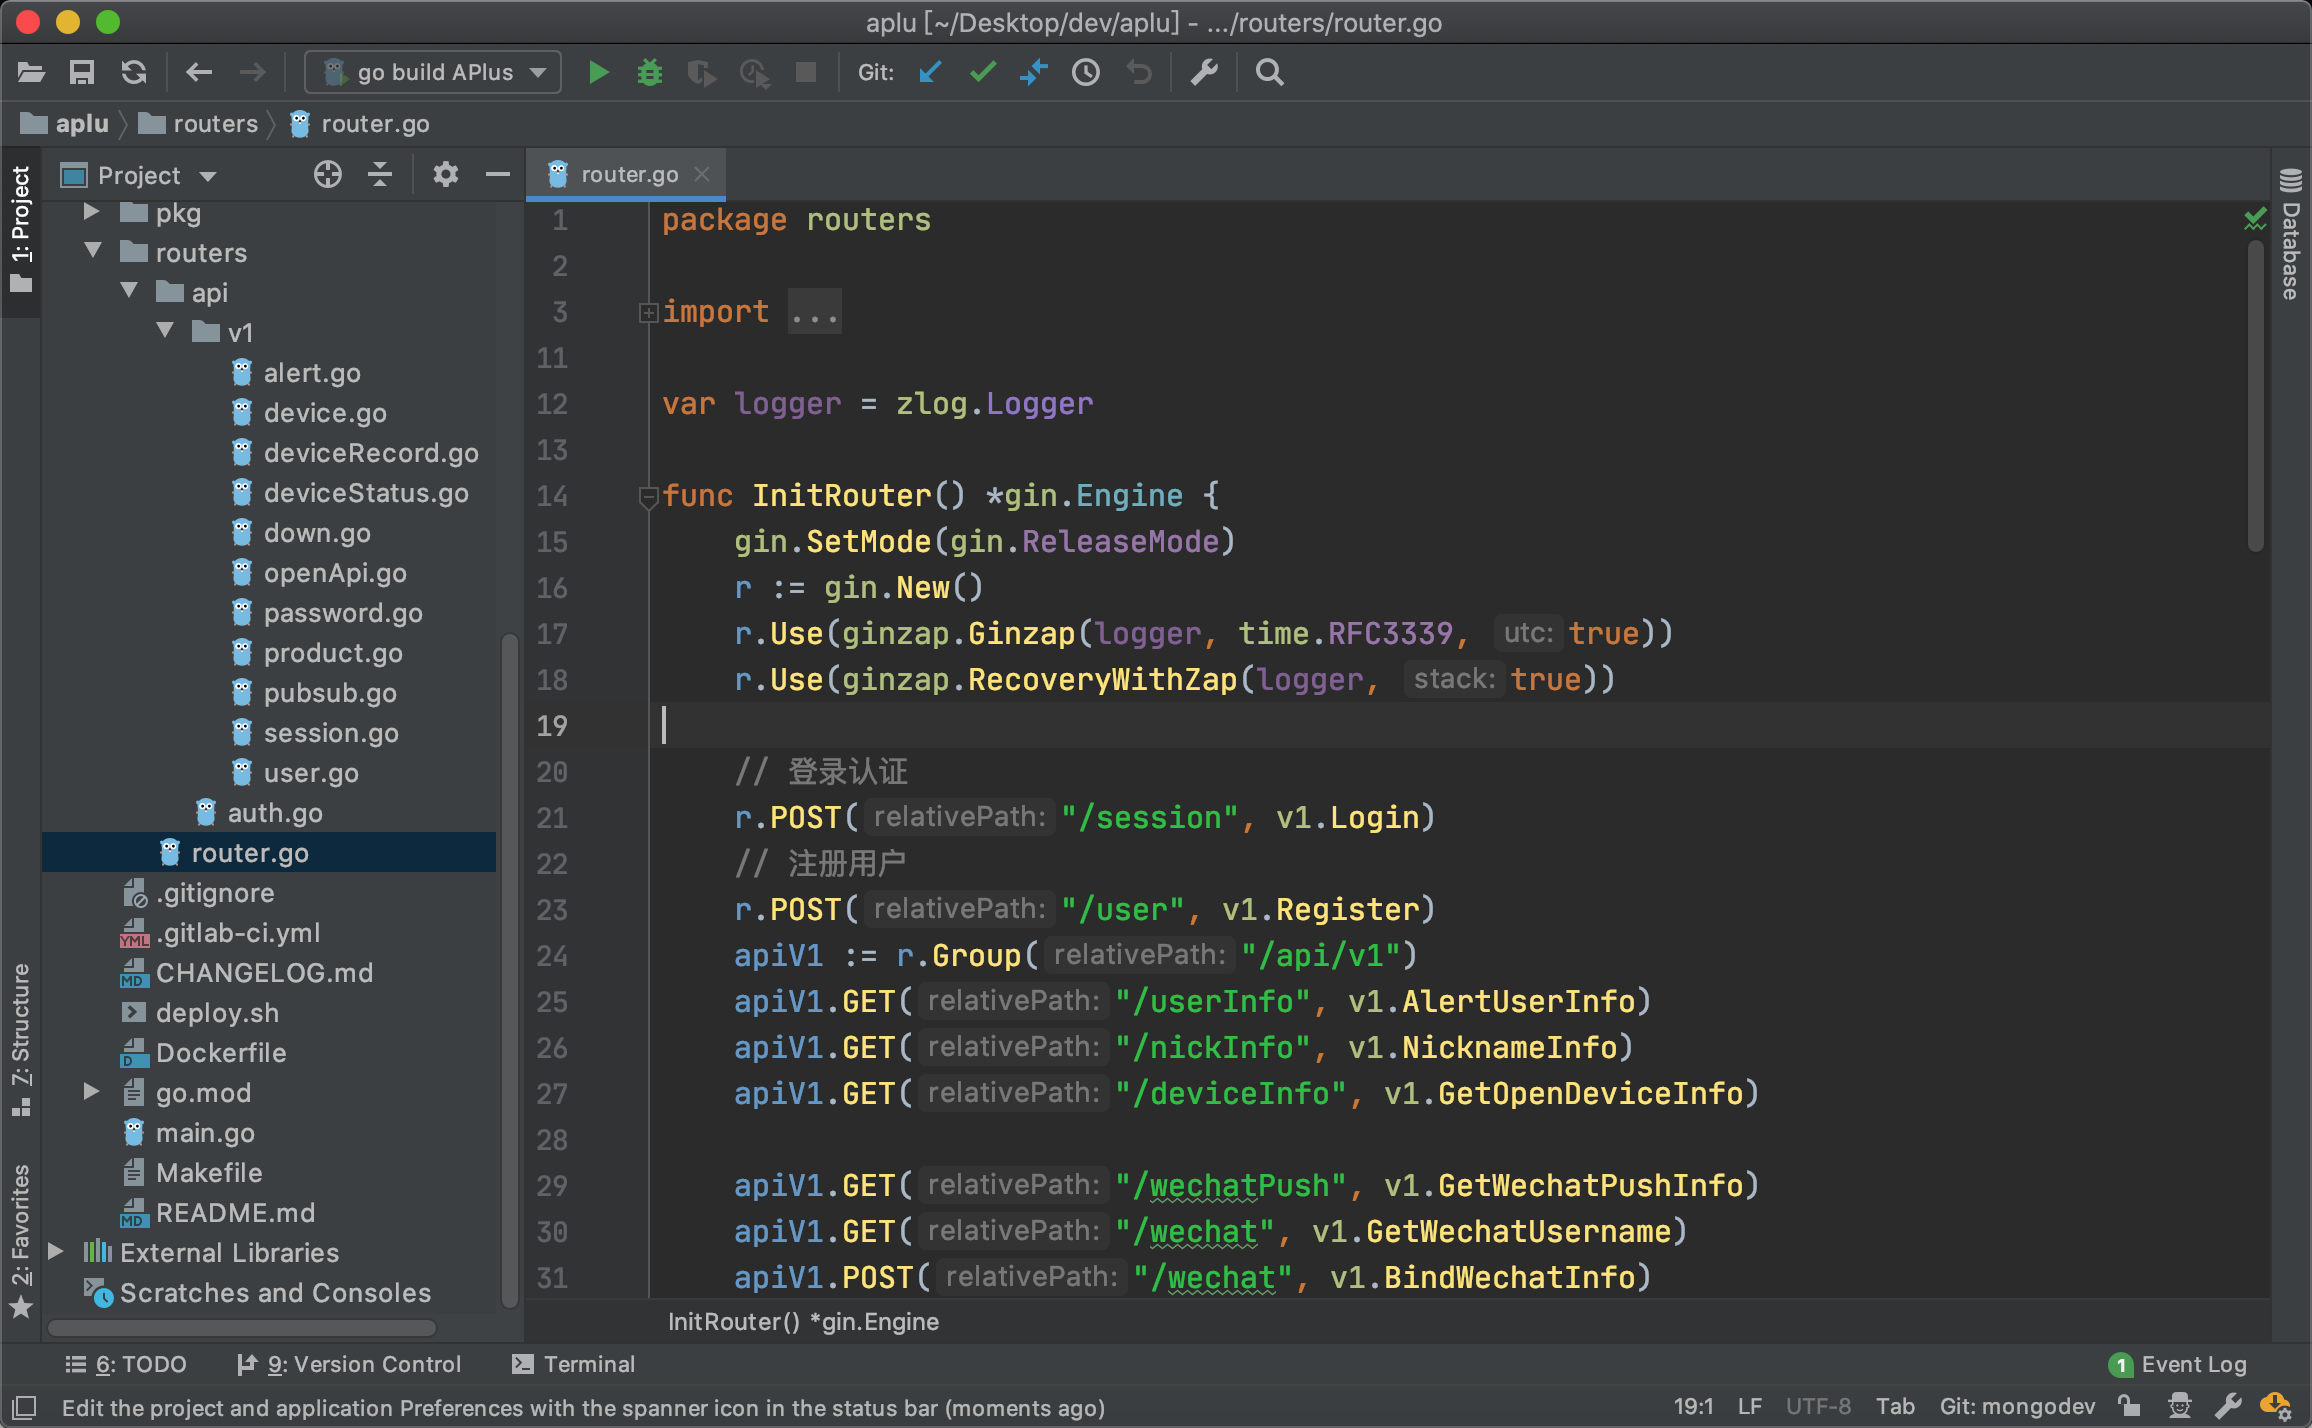 aplu [~/Desktop/dev/aplu] - .../routers/router.go
go build APlus
Git:
aplu
routers
router.go
1: Project
Project
pkg
routers
api
v1
alert.go
device.go
deviceRecord.go
deviceStatus.go
down.go
openApi.go
password.go
product.go
pubsub.go
session.go
user.go
auth.go
router.go
.gitignore
YML .gitlab-ci.yml
MD CHANGELOG.md
deploy.sh
D Dockerfile
go.mod
main.go
Makefile
MD README.md
External Libraries
Scratches and Consoles
7: Structure
2: Favorites
router.go
1 package routers
2
3 import ...
11
12 var logger = zlog.Logger
13
14 func InitRouter() *gin.Engine {
15 gin.SetMode(gin.ReleaseMode)
16 r := gin.New()
17 r.Use(ginzap.Ginzap(logger, time.RFC3339, utc: true))
18 r.Use(ginzap.RecoveryWithZap(logger, stack: true))
19
20 // 登录认证
21 r.POST( relativePath: "/session", v1.Login)
22 // 注册用户
23 r.POST( relativePath: "/user", v1.Register)
24 apiV1 := r.Group( relativePath: "/api/v1")
25 apiV1.GET( relativePath: "/userInfo", v1.AlertUserInfo)
26 apiV1.GET( relativePath: "/nickInfo", v1.NicknameInfo)
27 apiV1.GET( relativePath: "/deviceInfo", v1.GetOpenDeviceInfo)
28
29 apiV1.GET( relativePath: "/wechatPush", v1.GetWechatPushInfo)
30 apiV1.GET( relativePath: "/wechat", v1.GetWechatUsername)
31 apiV1.POST( relativePath: "/wechat", v1.BindWechatInfo)
InitRouter() *gin.Engine
Database
6: TODO
9: Version Control
Terminal
1 Event Log
Edit the project and application Preferences with the spanner icon in the status bar (moments ago)
19:1 LF UTF-8 Tab Git: mongodev